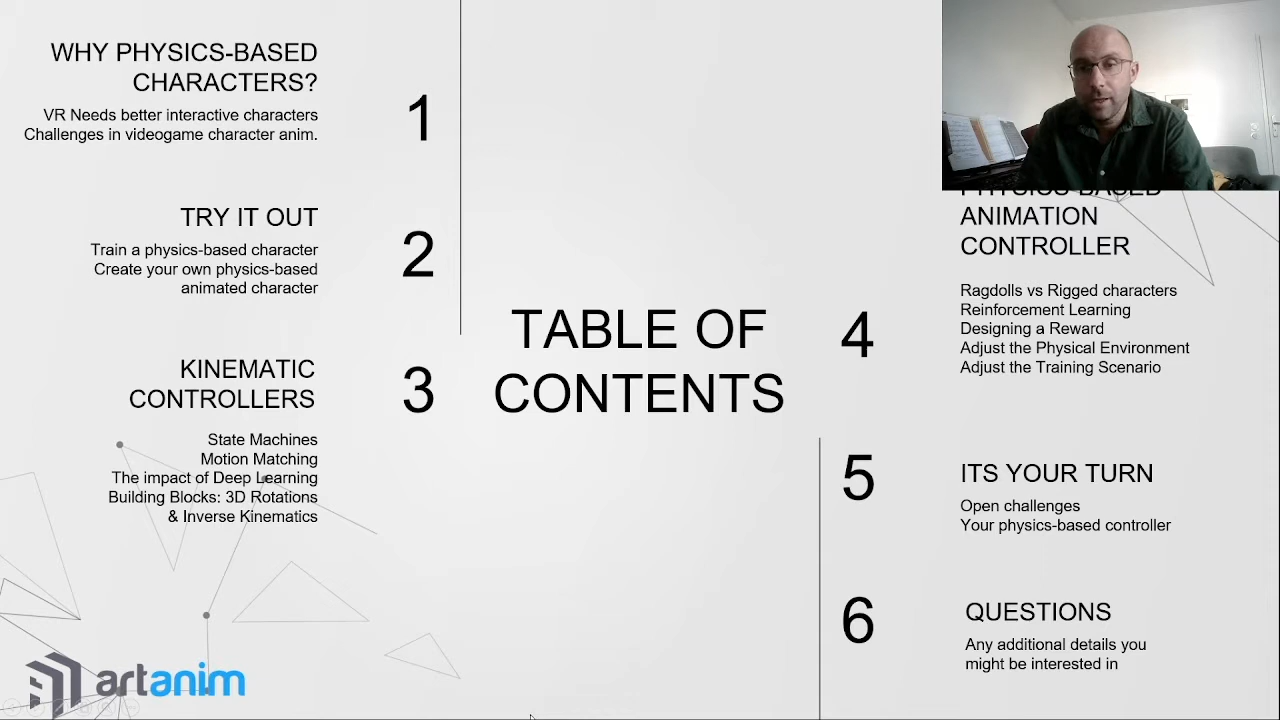 WHY PHYSICS-BASED
CHARACTERS?
VR Needs better interactive characters
Challenges in videogame character anim.
1
TRY IT OUT
Train a physics-based character
Create your own physics-based
animated character
2
KINEMATIC
CONTROLLERS
3
State Machines
Motion Matching
The impact of Deep Learning
Building Blocks: 3D Rotations
& Inverse Kinematics
TABLE OF
CONTENTS
PHYSICS-BASED
ANIMATION
CONTROLLER
4
Ragdolls vs Rigged characters
Reinforcement Learning
Designing a Reward
Adjust the Physical Environment
Adjust the Training Scenario
5
ITS YOUR TURN
Open challenges
Your physics-based controller
6
QUESTIONS
Any additional details you
might be interested in
artanim